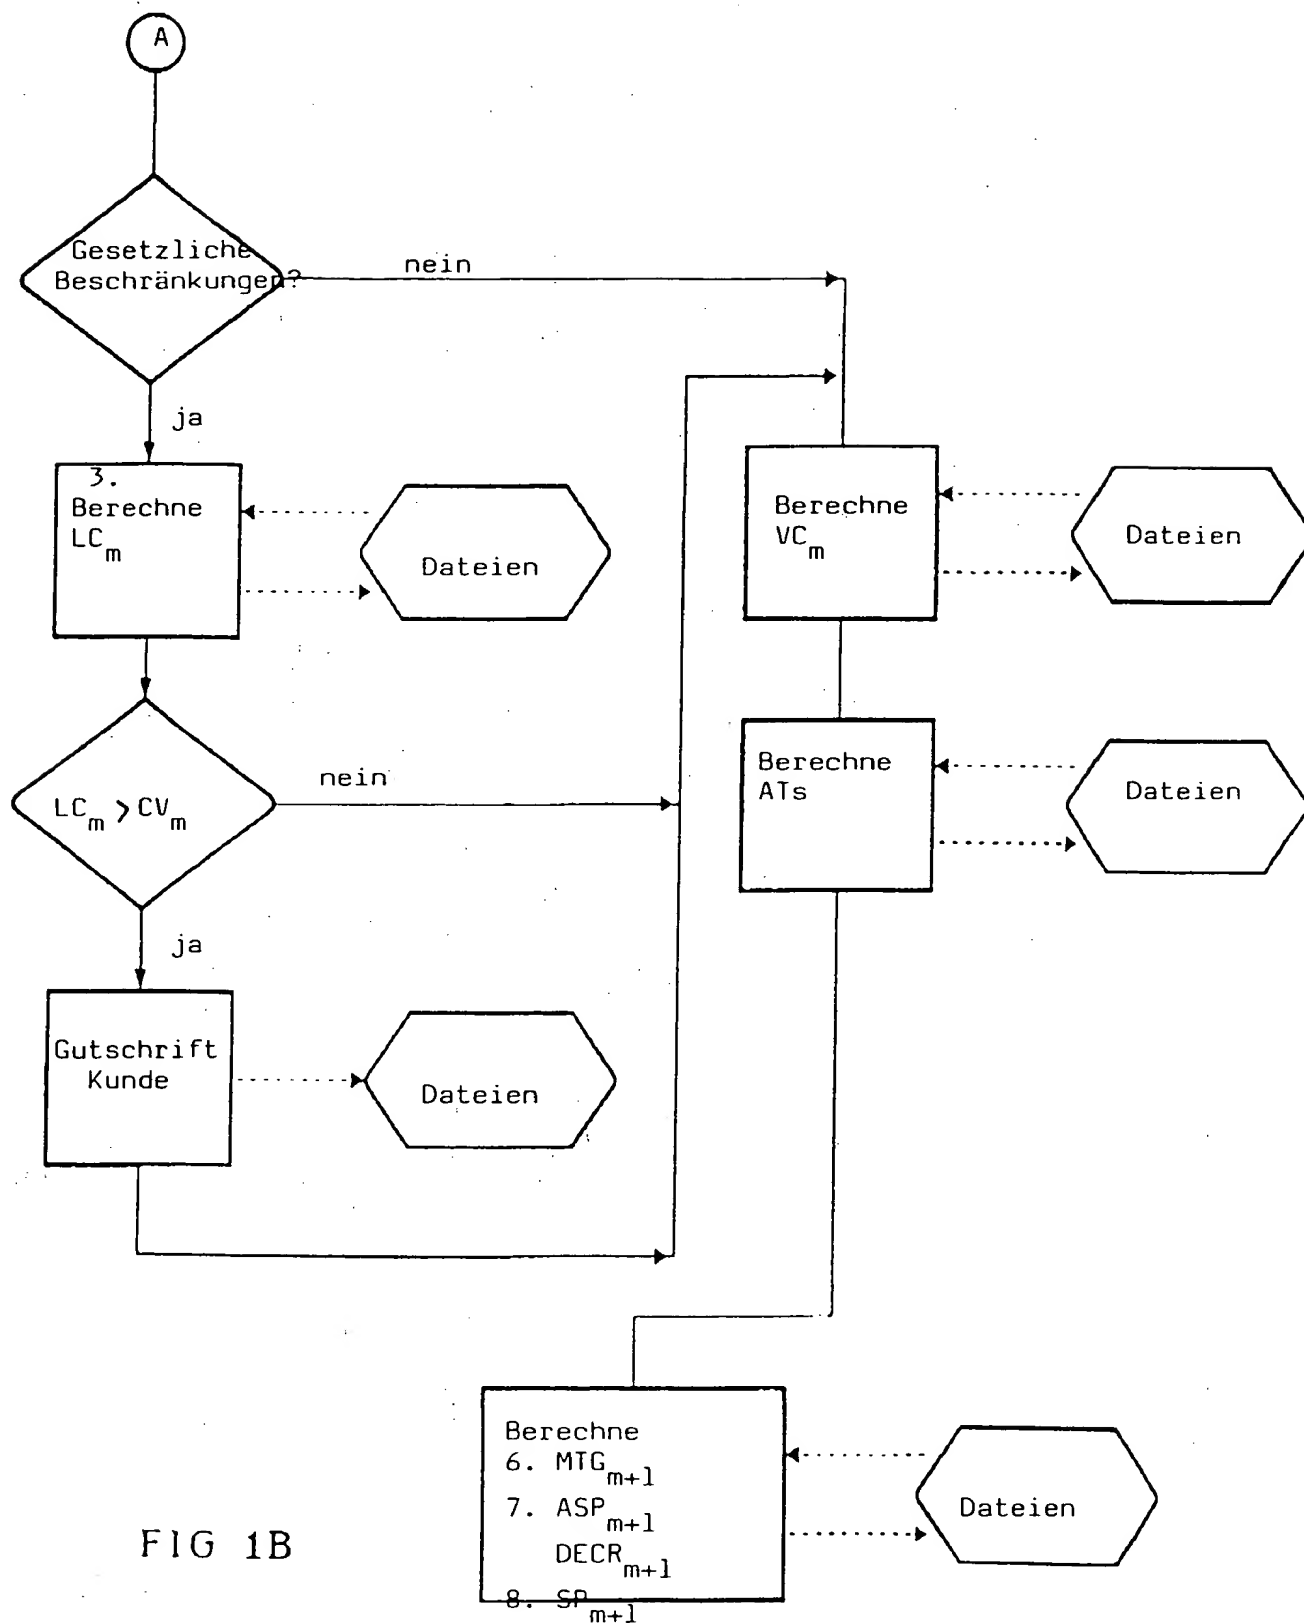 A
Gesetzliche
Beschränkungen?
nein
ja
3.
Berechne
LCm
Dateien
LCm > CVm
nein
ja
Gutschrift
Kunde
Dateien
Berechne
VCm
Dateien
Berechne
ATs
Dateien
Berechne
6. MTGm+1
7. ASPm+1
DECRm+1
8. SPm+1
Dateien
FIG 1B